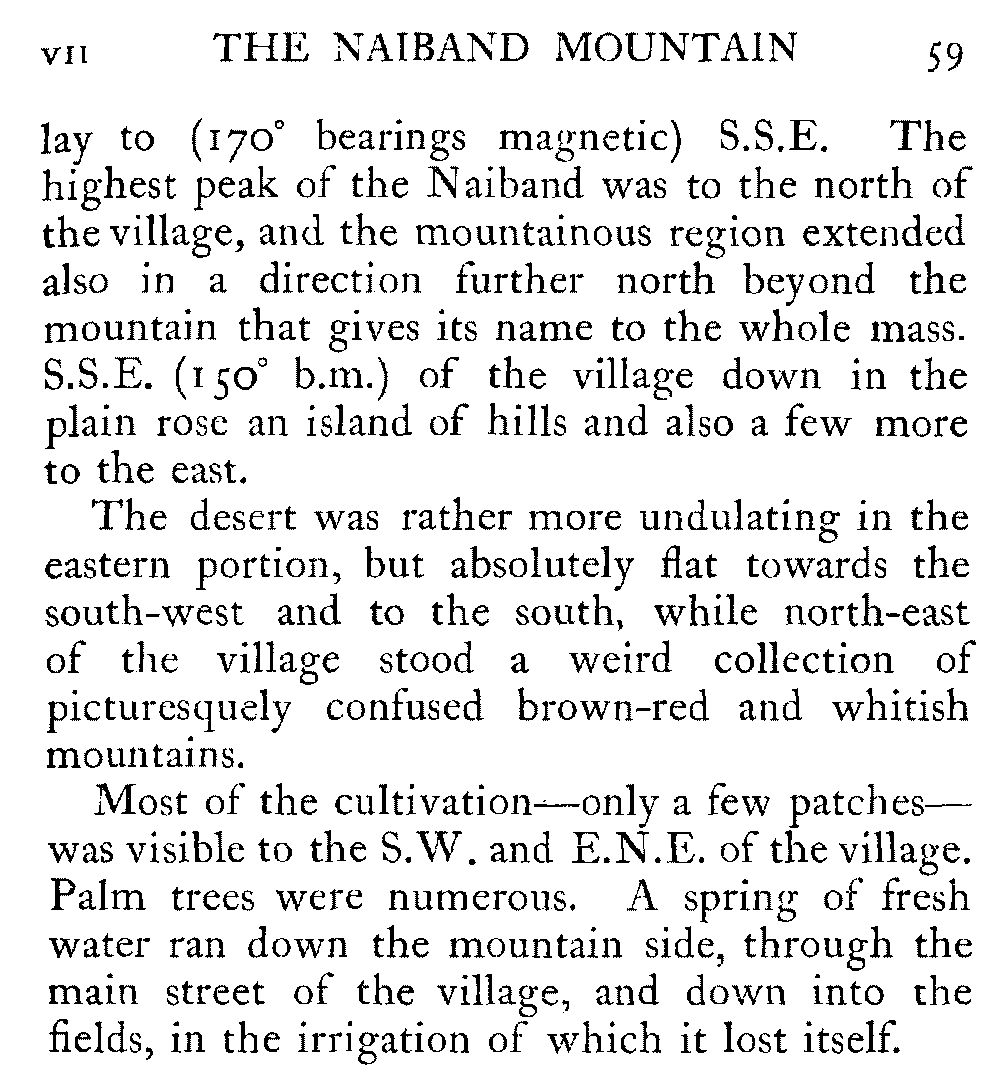 VII THE NAIBAND MOUNTAIN 59
lay to (170° bearings magnetic) S.S.E. The
highest peak of the Naiband was to the north of
the village, and the mountainous region extended
also in a direction further north beyond the
mountain that gives its name to the whole mass.
S.S.E. (150° b.m.) of the village down in the
plain rose an island of hills and also a few more
to the east.
The desert was rather more undulating in the
eastern portion, but absolutely flat towards the
south-west and to the south, while north-east
of the village stood a weird collection of
picturesquely confused brown-red and whitish
mountains.
Most of the cultivation—only a few patches—
was visible to the S.W. and E.N.E. of the village.
Palm trees were numerous. A spring of fresh
water ran down the mountain side, through the
main street of the village, and down into the
fields, in the irrigation of which it lost itself.